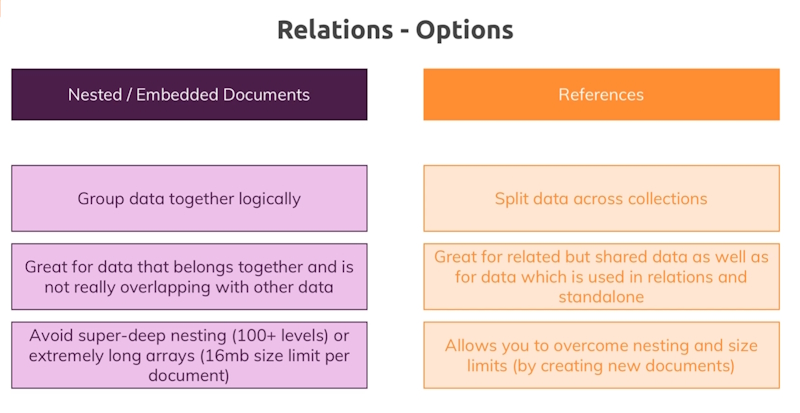 Relations - Options
Nested / Embedded Documents
Group data together logically
Great for data that belongs together and is
not really overlapping with other data
Avoid super-deep nesting (100+ levels) or
extremely long arrays (16mb size limit per
document)
References
Split data across collections
Great for related but shared data as well as
for data which is used in relations and
standalone
Allows you to overcome nesting and size
limits (by creating new documents)